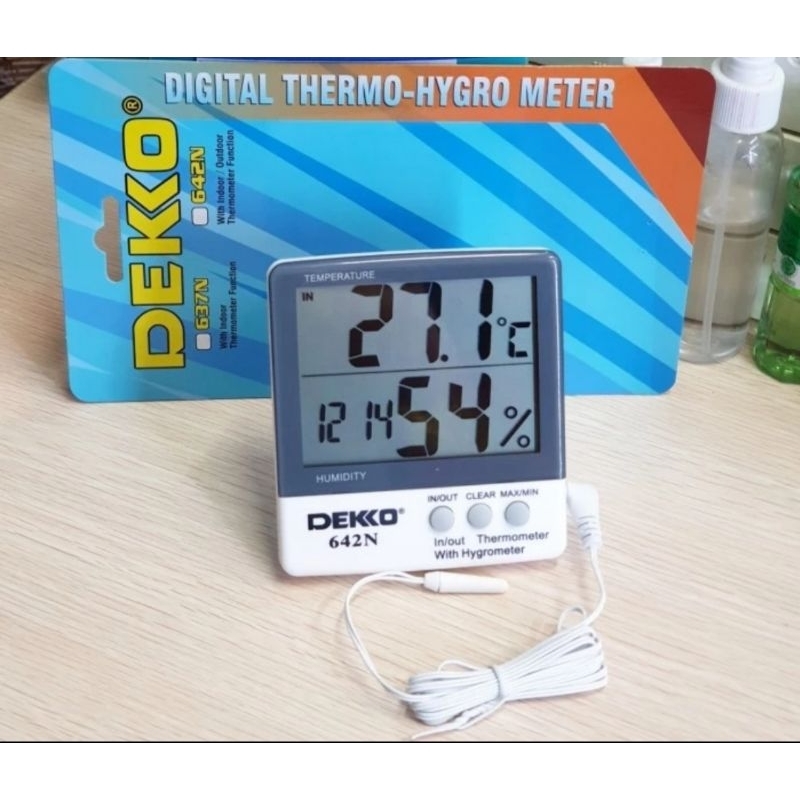 DIGITAL THERMO-HYGRO METER
DEKKO®
642N
With Indoor / Outdoor
Thermometer Function
637N
With Indoor
Thermometer Function
TEMPERATURE
IN
27.1°C
12 14 54%
HUMIDITY
IN/OUT CLEAR MAX/MIN
DEKKO®
642N
In/out Thermometer
With Hygrometer